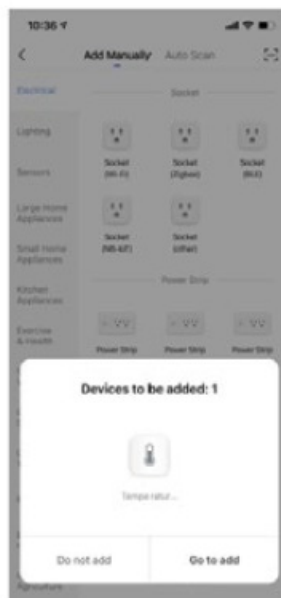 10:36
Add Manually Auto Scan
Electrical
Socket
Lighting
Socket
(Wi-Fi)
Socket
(Zigbee)
Socket
(BLE)
Sensors
Large Home
Appliances
Socket
(NB-IoT)
Socket
(other)
Small Home
Appliances
Power Strip
Kitchen
Appliances
Exercise
& Health
Power Strip
Power Strip
Power Strip
Devices to be added: 1
Tempe ratur...
Do not add
Go to add